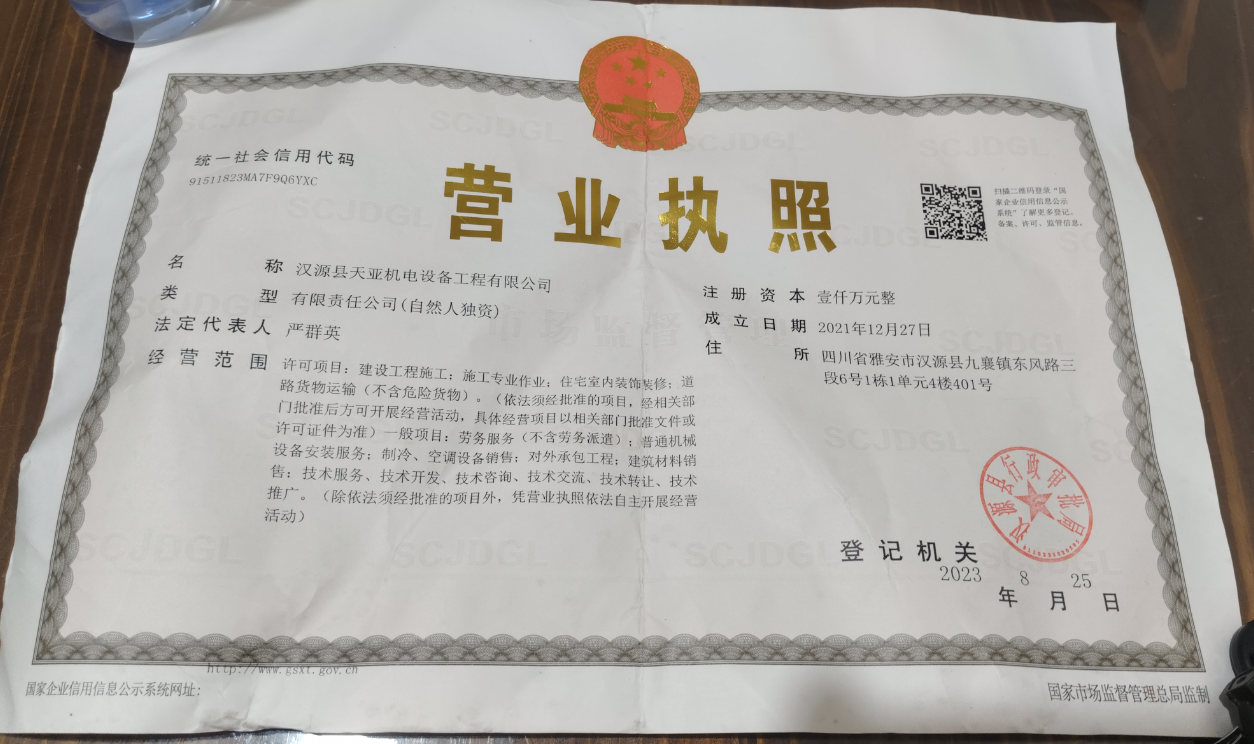 统一社会信用代码
91511823MA7F9Q6YXC
营业执照
扫描二维码登录“国
家企业信用信息公示
系统”了解更多登记、
备案、许可、监管信息。
名称 汉源县天亚机电设备工程有限公司
类型 有限责任公司(自然人独资)
法定代表人 严群英
经营范围 许可项目：建设工程施工；施工专业作业；住宅室内装饰装修；道
路货物运输（不含危险货物）。（依法须经批准的项目，经相关部
门批准后方可开展经营活动，具体经营项目以相关部门批准文件或
许可证件为准）一般项目：劳务服务（不含劳务派遣）；普通机械
设备安装服务；制冷、空调设备销售；对外承包工程；建筑材料销
售；技术服务、技术开发、技术咨询、技术交流、技术转让、技术
推广。（除依法须经批准的项目外，凭营业执照依法自主开展经营
活动）
注册资本 壹仟万元整
成立日期 2021年12月27日
住所 四川省雅安市汉源县九襄镇东风路三
段6号1栋1单元4楼401号
汉源县行政审批局
登记机关
2023年8月25日
http://www.gsxt.gov.cn
国家企业信用信息公示系统网址：
国家市场监督管理总局监制